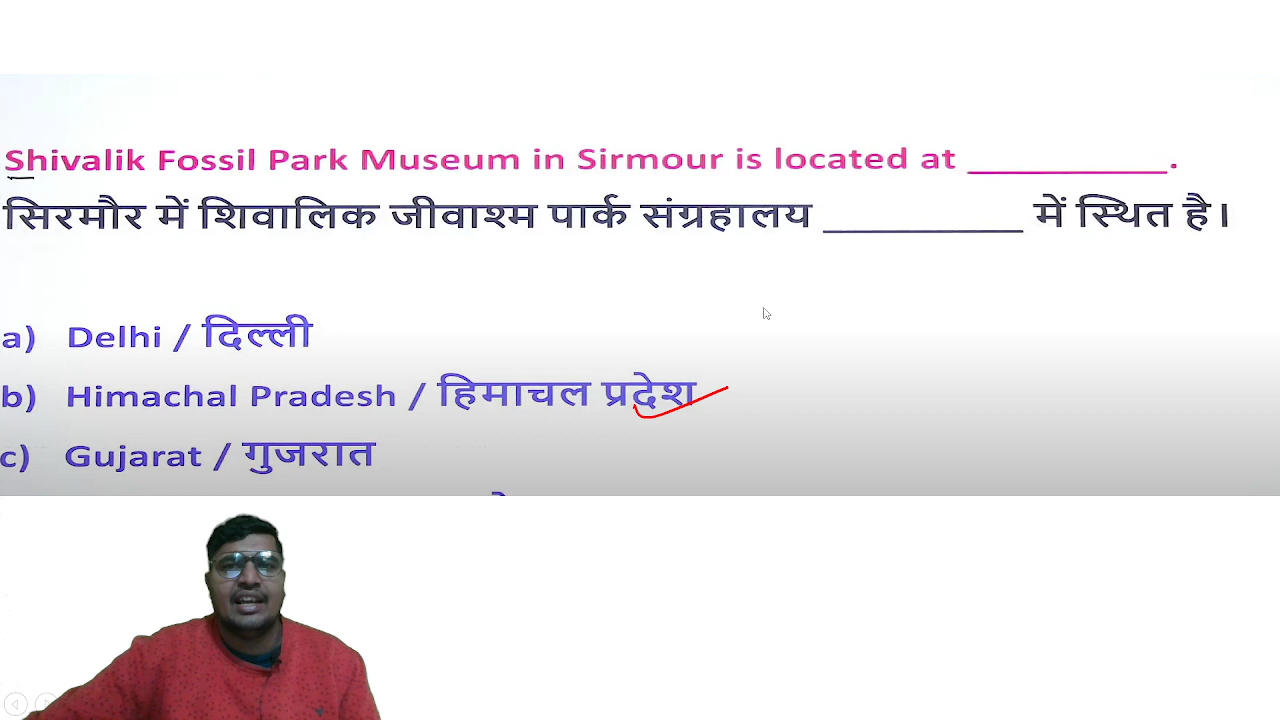 Shivalik Fossil Park Museum in Sirmour is located at ____________.
सिरमौर में शिवालिक जीवाश्म पार्क संग्रहालय ____________ में स्थित है।
a) Delhi / दिल्ली
b) Himachal Pradesh / हिमाचल प्रदेश
c) Gujarat / गुजरात